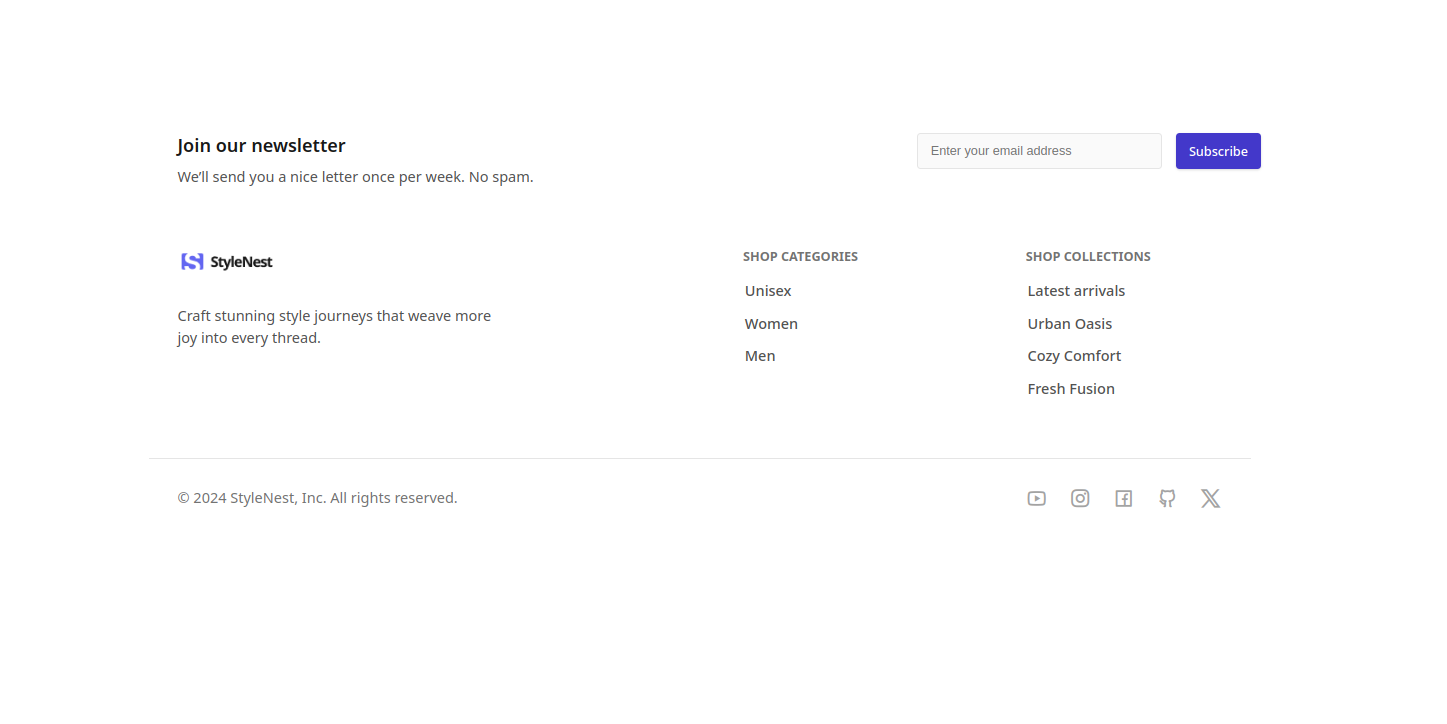 Join our newsletter
We’ll send you a nice letter once per week. No spam.
Enter your email address
Subscribe
StyleNest
Craft stunning style journeys that weave more
joy into every thread.
SHOP CATEGORIES
Unisex
Women
Men
SHOP COLLECTIONS
Latest arrivals
Urban Oasis
Cozy Comfort
Fresh Fusion
© 2024 StyleNest, Inc. All rights reserved.